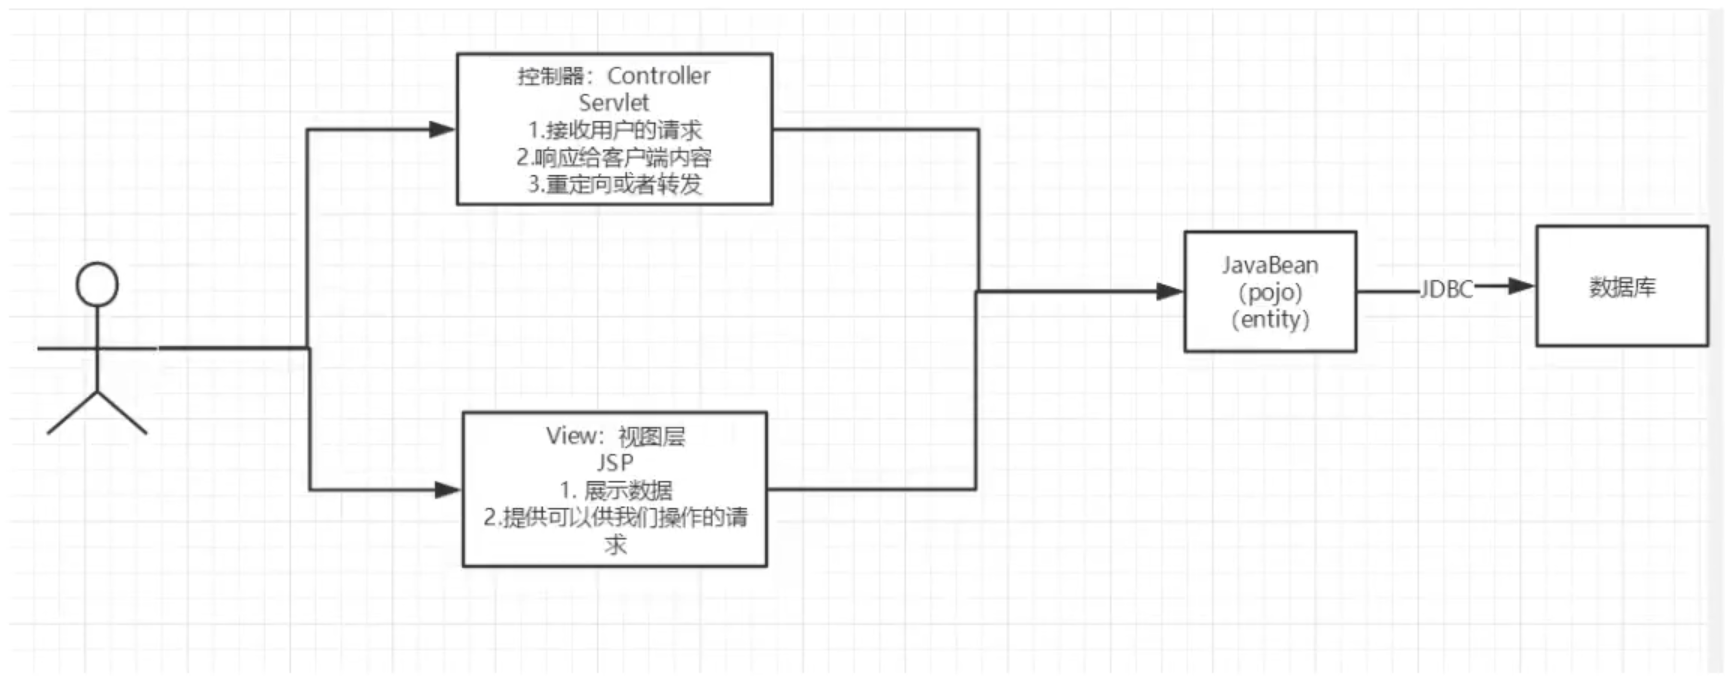 控制器：Controller
Servlet
1.接收用户的请求
2.响应给客户端内容
3.重定向或者转发
View：视图层
JSP
1. 展示数据
2.提供可以供我们操作的请
求
JavaBean
（pojo）
（entity）
JDBC
数据库